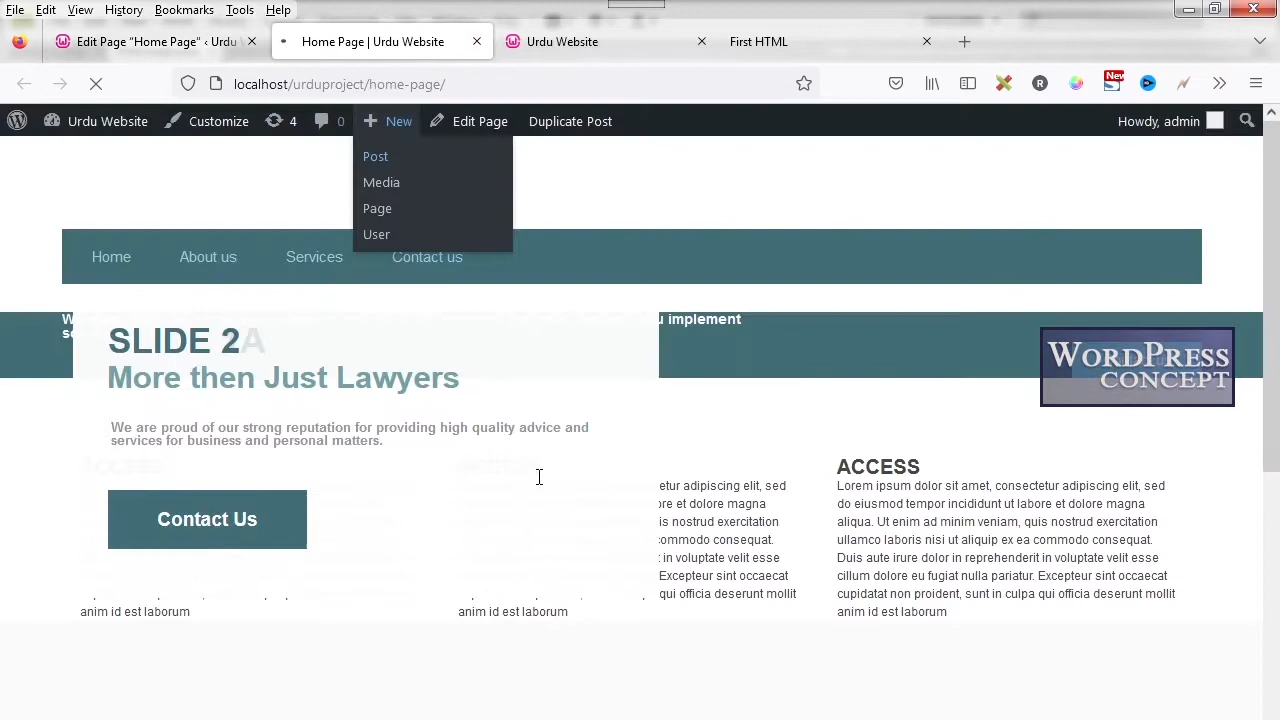 File Edit View History Bookmarks Tools Help
Edit Page “Home Page” ‹ Urdu
Home Page | Urdu Website
Urdu Website
First HTML
localhost/urduproject/home-page/
New
Urdu Website Customize 4 0 New Edit Page Duplicate Post Howdy, admin
Post
Media
Page
User
Home About us Services Contact us
u implement
SLIDE 2
More then Just Lawyers
We are proud of our strong reputation for providing high quality advice and
services for business and personal matters.
Contact Us
WORDPRESS
CONCEPT
etur adipiscing elit, sed
re et dolore magna
is nostrud exercitation
commodo consequat.
t in voluptate velit esse
Excepteur sint occaecat
qui officia deserunt mollit
anim id est laborum
anim id est laborum
ACCESS
Lorem ipsum dolor sit amet, consectetur adipiscing elit, sed
do eiusmod tempor incididunt ut labore et dolore magna
aliqua. Ut enim ad minim veniam, quis nostrud exercitation
ullamco laboris nisi ut aliquip ex ea commodo consequat.
Duis aute irure dolor in reprehenderit in voluptate velit esse
cillum dolore eu fugiat nulla pariatur. Excepteur sint occaecat
cupidatat non proident, sunt in culpa qui officia deserunt mollit
anim id est laborum